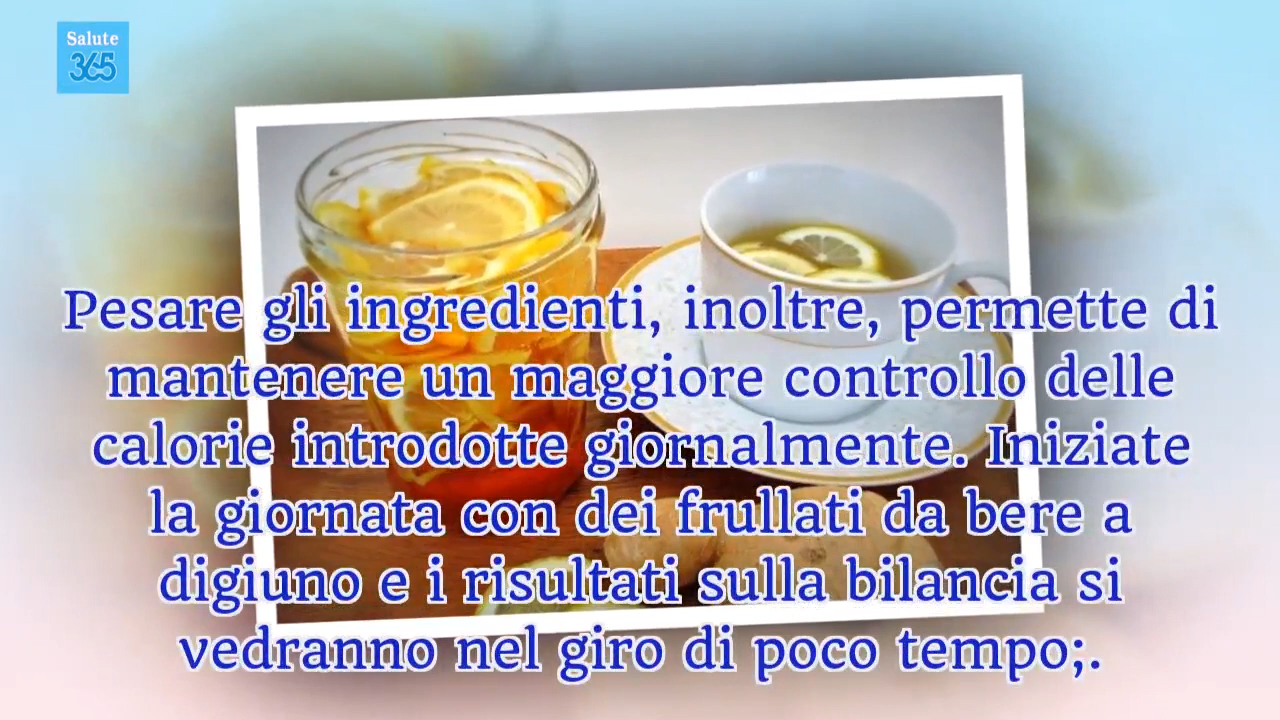 Salute
365
Pesare gli ingredienti, inoltre, permette di
mantenere un maggiore controllo delle
calorie introdotte giornalmente. Iniziate
la giornata con dei frullati da bere a
digiuno e i risultati sulla bilancia si
vedranno nel giro di poco tempo;.